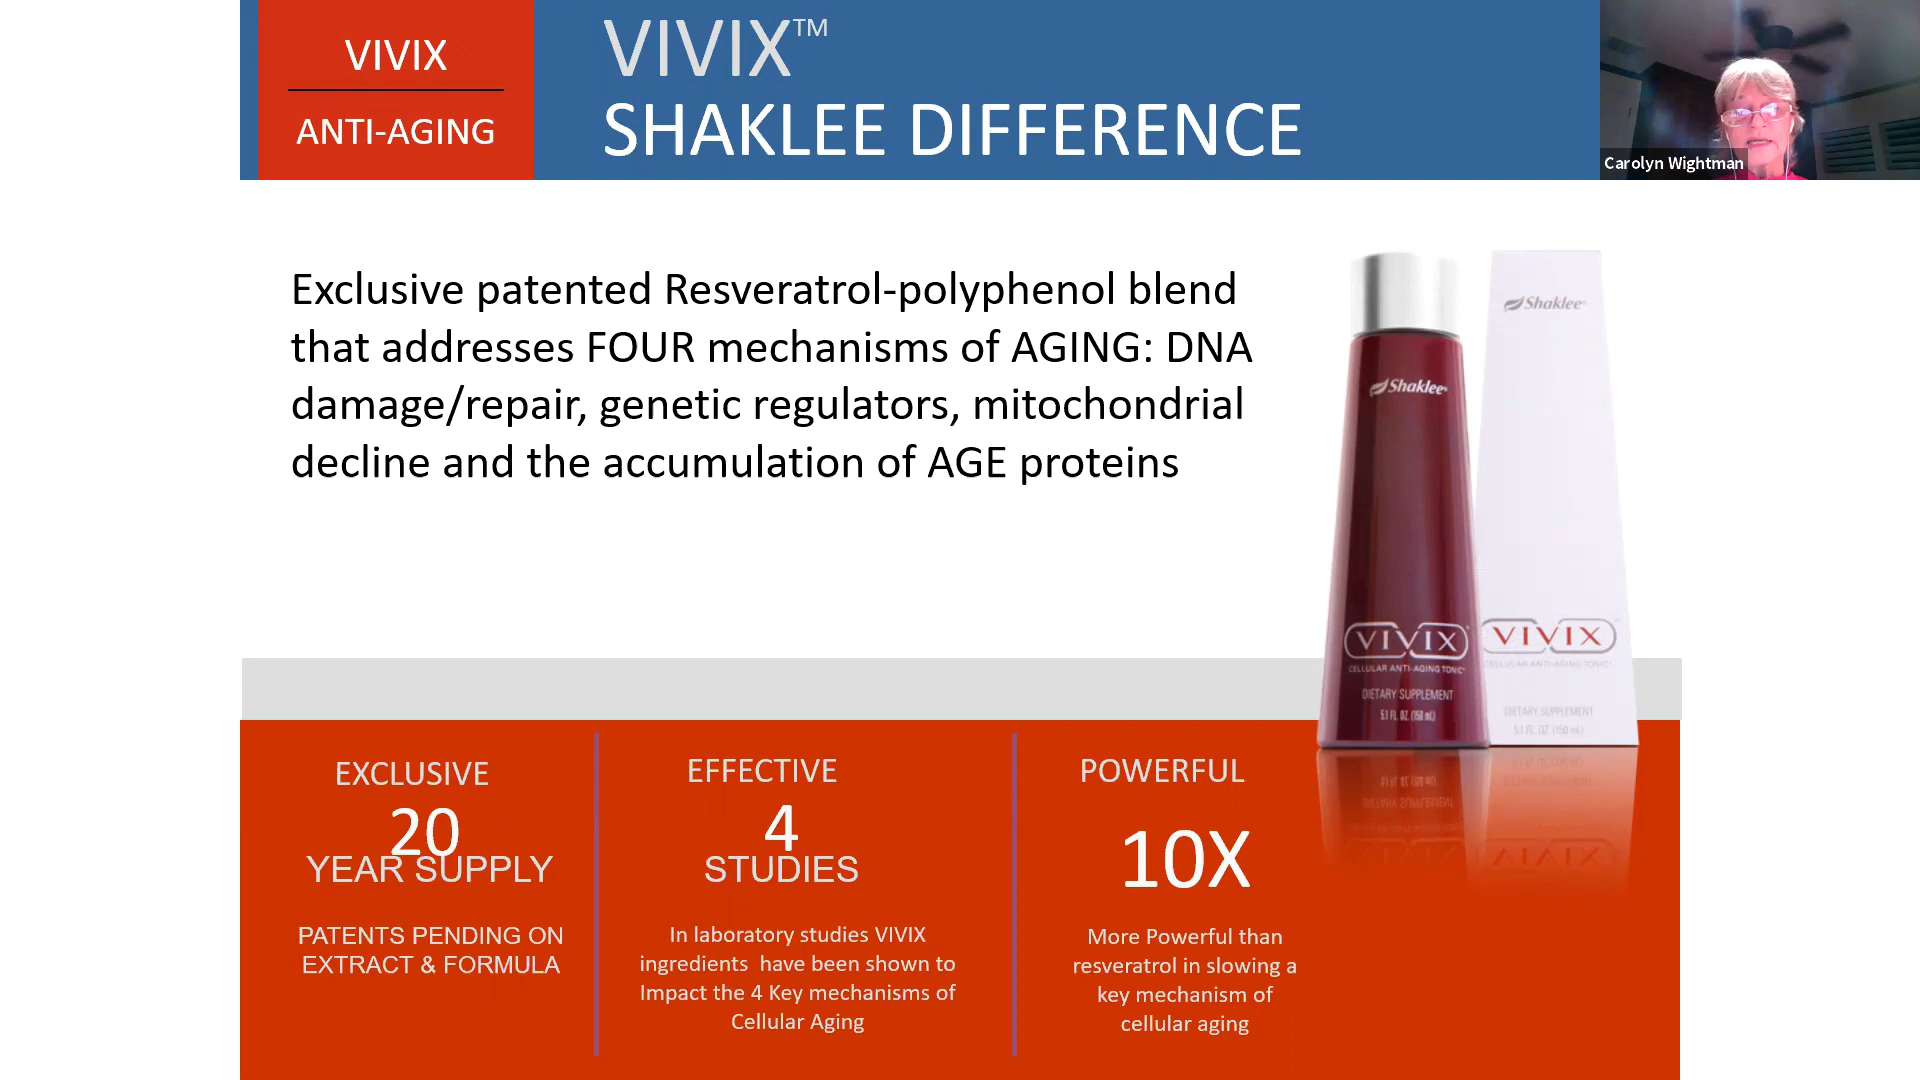 VIVIX
ANTI-AGING
VIVIX™
SHAKLEE DIFFERENCE
Carolyn Wightman
Exclusive patented Resveratrol-polyphenol blend
that addresses FOUR mechanisms of AGING: DNA
damage/repair, genetic regulators, mitochondrial
decline and the accumulation of AGE proteins
Shaklee®
VIVIX®
CELLULAR ANTI-AGING TONIC
DIETARY SUPPLEMENT
5.1 FL. OZ. (150 mL)
Shaklee®
VIVIX®
CELLULAR ANTI-AGING TONIC
DIETARY SUPPLEMENT
5.1 FL. OZ. (150 mL)
EXCLUSIVE
20
YEAR SUPPLY
PATENTS PENDING ON
EXTRACT & FORMULA
EFFECTIVE
4
STUDIES
In laboratory studies VIVIX
ingredients have been shown to
Impact the 4 Key mechanisms of
Cellular Aging
POWERFUL
10X
More Powerful than
resveratrol in slowing a
key mechanism of
cellular aging